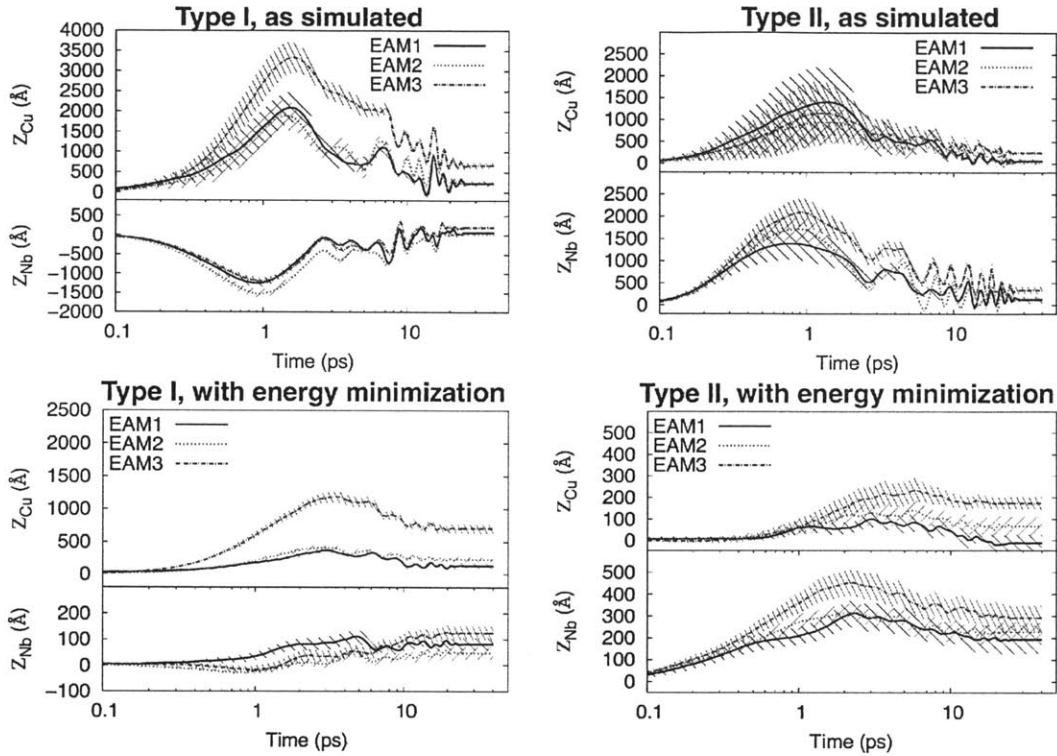 Type I, as simulated
4000
3500
3000
2500
2000
1500
1000
500
0
Z_Cu (Å)
EAM1
EAM2
EAM3
500
0
−500
−1000
−1500
−2000
Z_Nb (Å)
0.1 1 10
Time (ps)
Type II, as simulated
2500
2000
1500
1000
500
0
Z_Cu (Å)
EAM1
EAM2
EAM3
2500
2000
1500
1000
500
0
Z_Nb (Å)
0.1 1 10
Time (ps)
Type I, with energy minimization
2500
2000
1500
1000
500
0
Z_Cu (Å)
EAM1
EAM2
EAM3
200
100
0
−100
Z_Nb (Å)
0.1 1 10
Time (ps)
Type II, with energy minimization
500
400
300
200
100
0
Z_Cu (Å)
EAM1
EAM2
EAM3
500
400
300
200
100
0
Z_Nb (Å)
0.1 1 10
Time (ps)